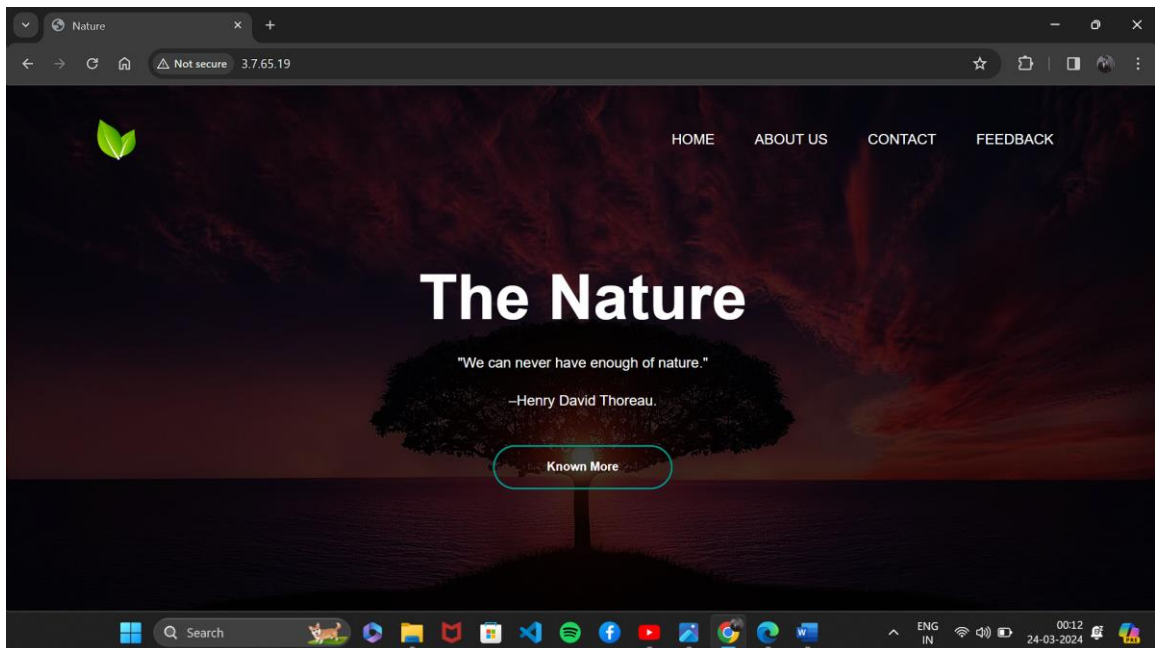 Nature
Not secure 3.7.65.19
HOME ABOUT US CONTACT FEEDBACK
The Nature
"We can never have enough of nature."
–Henry David Thoreau.
Known More
Search
ENG
IN
00:12
24-03-2024
PRE